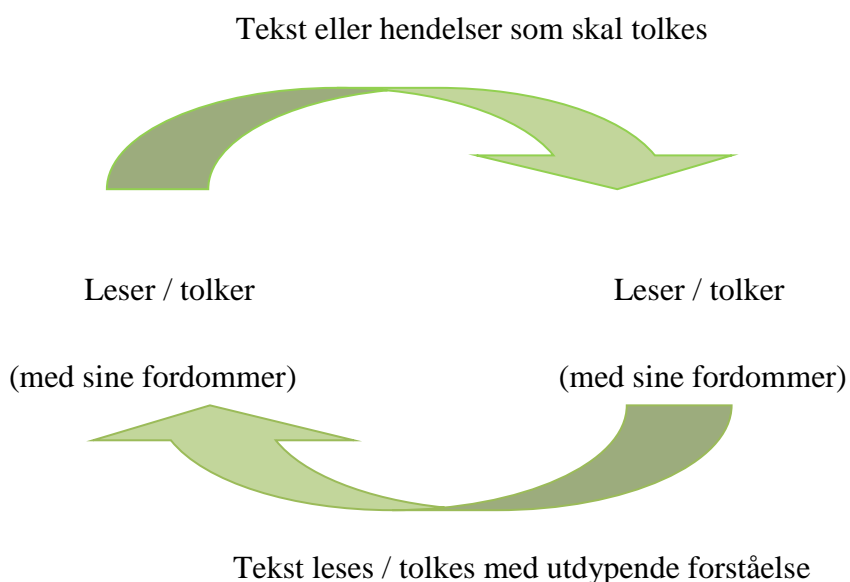 Tekst eller hendelser som skal tolkes
Leser / tolker Leser / tolker
(med sine fordommer) (med sine fordommer)
Tekst leses / tolkes med utdypende forståelse